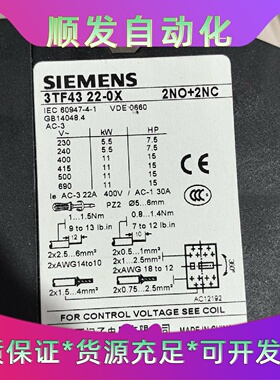 顺发自动化
SIEMENS
3TF43 22-0X 2NO+2NC
IEC 60947-4-1 VDE 0660
GB14048.4
AC-3
V~ KW HP
230 5.5 7.5
240 5.5 7.5
400 11 15
415 11 15
500 11 15
690 11 15
Ie AC-3 22A 400V / AC-1 30A
PZ2 Ø5...6mm
1...1.5Nm 0.8...1.4Nm
9 to 13 lb.in 7 to 12 lb.in
10 10
2x2.5...6mm² 2x0.5...1mm²
2x1...2.5mm²
2xAWG14to10 2xAWG 18 to 12
2x1.5...4mm² 2x0.75...2.5mm²
AC12192
FOR CONTROL VOLTAGE SEE COIL
质保证*货源充足*可大